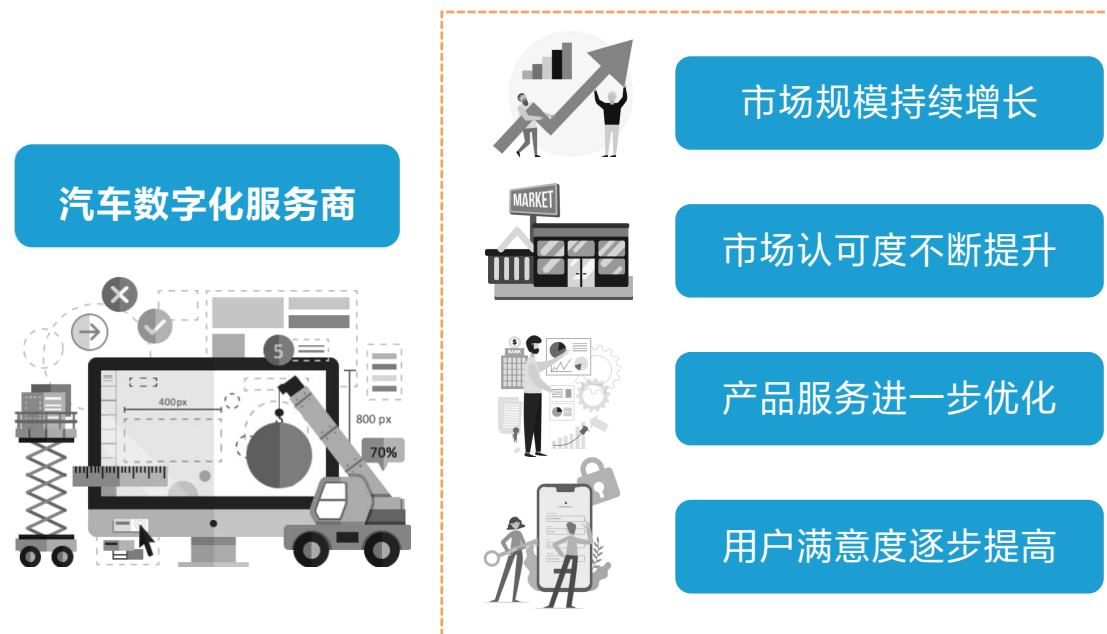 市场规模持续增长
MARKET
汽车数字化服务商
市场认可度不断提升
5
400px
800 px
70%
BANK
产品服务进一步优化
用户满意度逐步提高